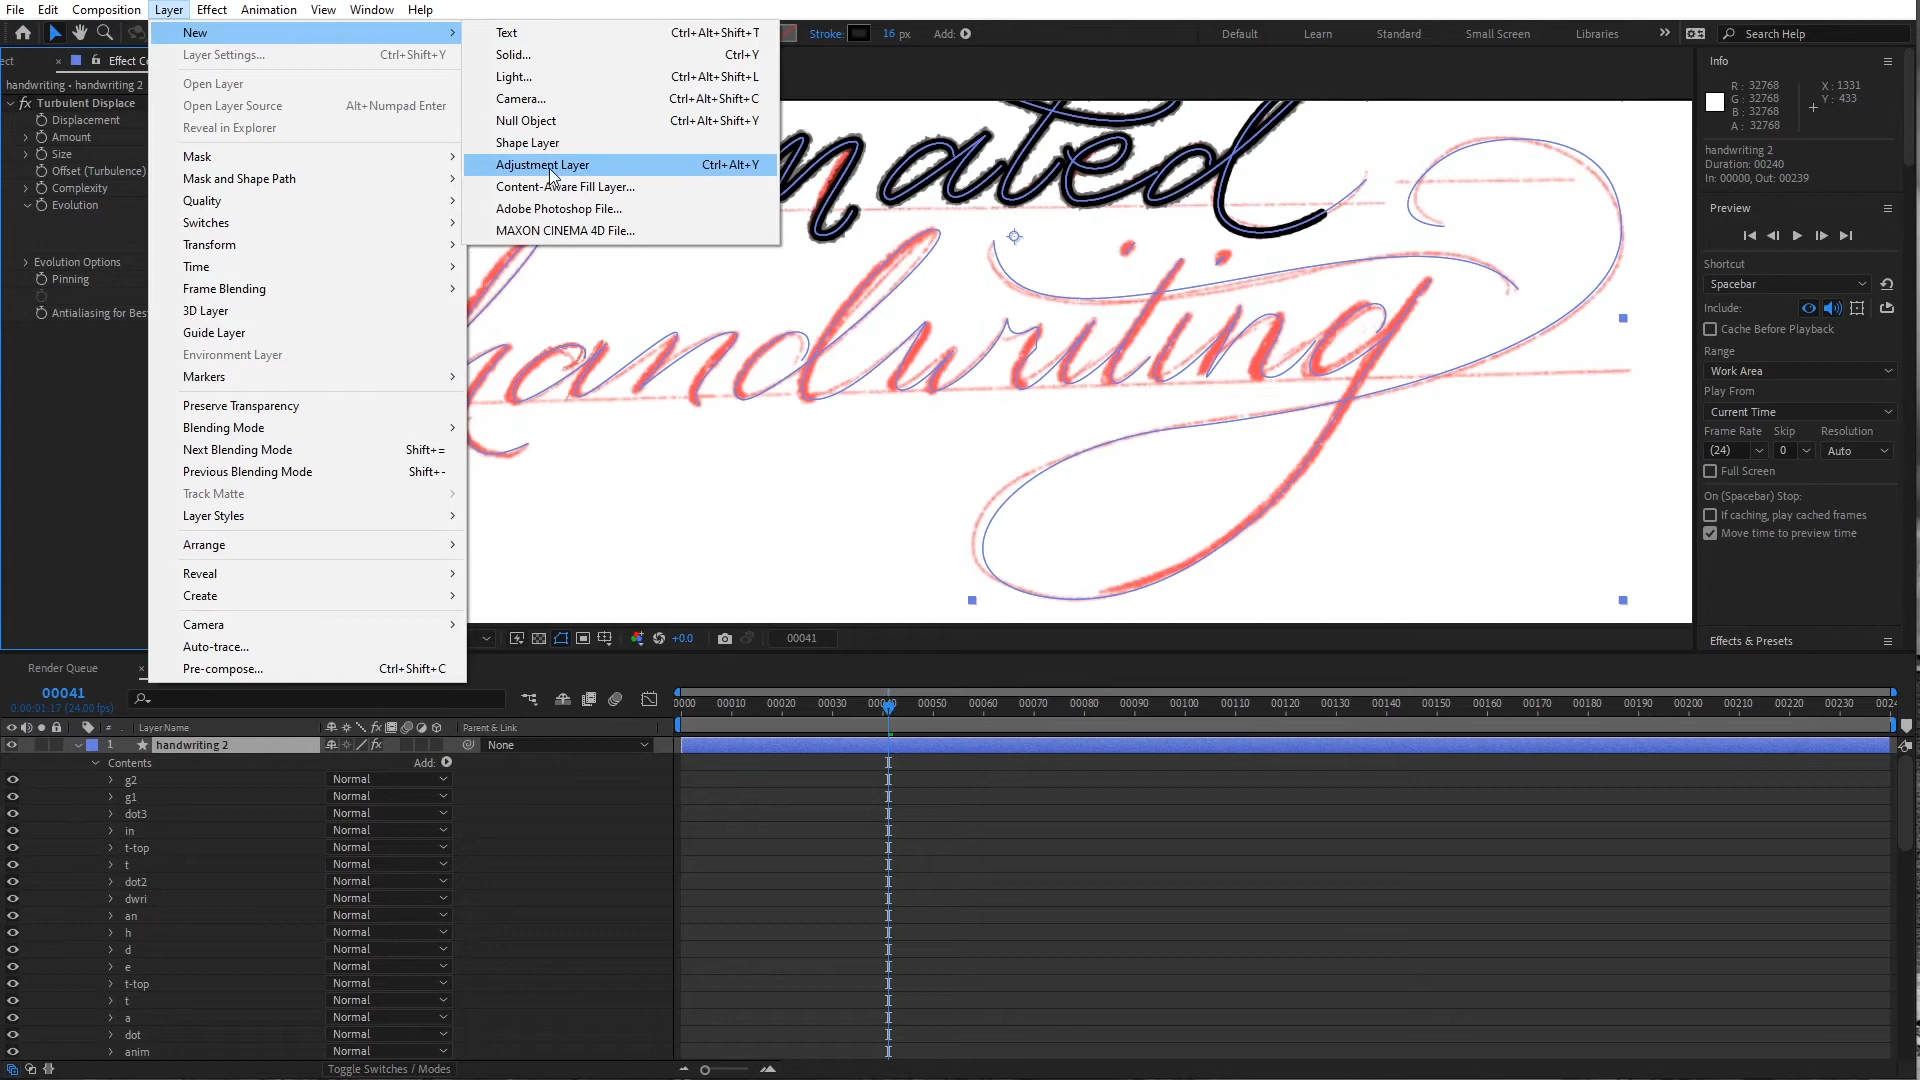 File Edit Composition Layer Effect Animation View Window Help
Stroke: 16 px Add: Default Learn Standard Small Screen Libraries Search Help
New
Layer Settings... Ctrl+Shift+Y
Open Layer
Open Layer Source Alt+Numpad Enter
Reveal in Explorer
Mask
Mask and Shape Path
Quality
Switches
Transform
Time
Frame Blending
3D Layer
Guide Layer
Environment Layer
Markers
Preserve Transparency
Blending Mode
Next Blending Mode Shift+=
Previous Blending Mode Shift+-
Track Matte
Layer Styles
Arrange
Reveal
Create
Camera
Auto-trace...
Pre-compose... Ctrl+Shift+C
Text Ctrl+Alt+Shift+T
Solid... Ctrl+Y
Light... Ctrl+Alt+Shift+L
Camera... Ctrl+Alt+Shift+C
Null Object Ctrl+Alt+Shift+Y
Shape Layer
Adjustment Layer Ctrl+Alt+Y
Content-Aware Fill Layer...
Adobe Photoshop File...
MAXON CINEMA 4D File...
ect Effect Co
handwriting • handwriting 2
fx Turbulent Displace
Displacement
Amount
Size
Offset (Turbulence)
Complexity
Evolution
Evolution Options
Pinning
Antialiasing for Bes
mated
handwriting
+0.0 00041
Info
R: 32768 X: 1331
G: 32768 Y: 433
B: 32768
A: 32768
handwriting 2
Duration: 00240
In: 00000, Out: 00239
Preview
Shortcut
Spacebar
Include:
Cache Before Playback
Range
Work Area
Play From
Current Time
Frame Rate Skip Resolution
(24) 0 Auto
Full Screen
On (Spacebar) Stop:
If caching, play cached frames
Move time to preview time
Effects & Presets
Render Queue
00041
0:00:01:17 (24.00 fps)
0000 00010 00020 00030 00040 00050 00060 00070 00080 00090 00100 00110 00120 00130 00140 00150 00160 00170 00180 00190 00200 00210 00220 00230 0024
# Layer Name fx Parent & Link
1 handwriting 2 fx None
Contents Add:
g2 Normal
g1 Normal
dot3 Normal
in Normal
t-top Normal
t Normal
dot2 Normal
dwri Normal
an Normal
h Normal
d Normal
e Normal
t-top Normal
t Normal
a Normal
dot Normal
anim Normal
Toggle Switches / Modes